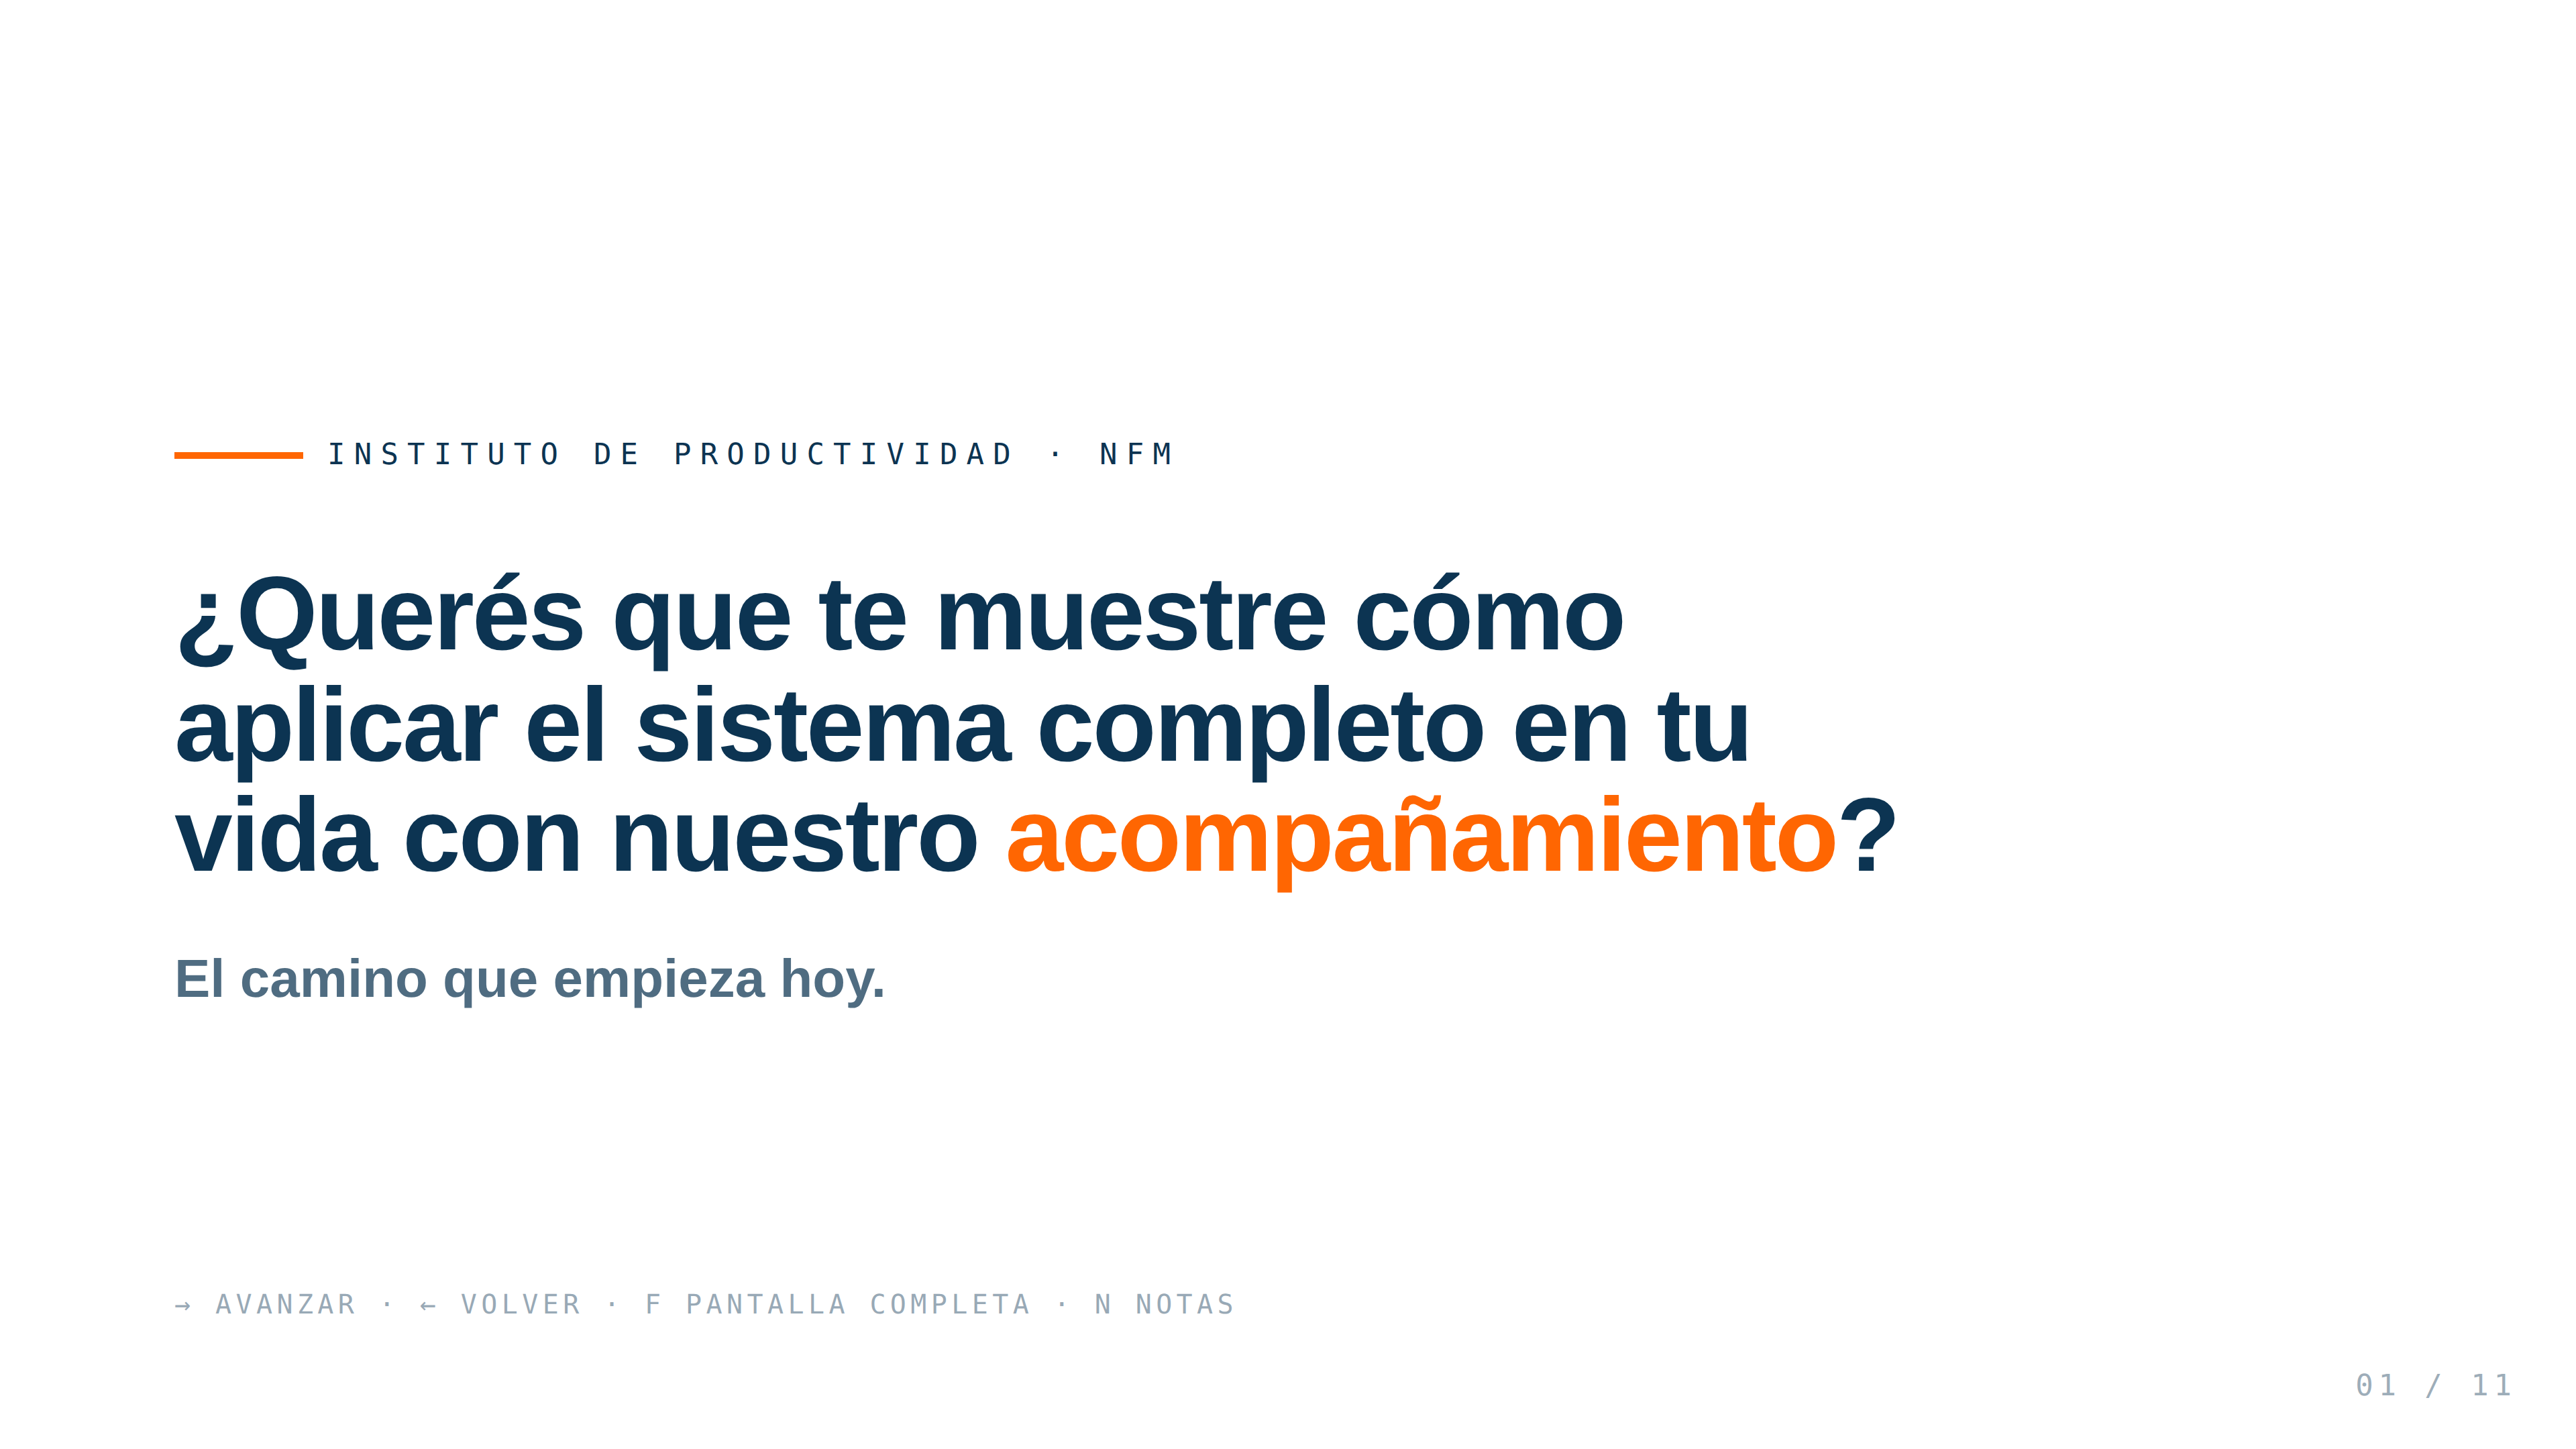 INSTITUTO DE PRODUCTIVIDAD · NFM
¿Querés que te muestre cómo
aplicar el sistema completo en tu
vida con nuestro acompañamiento?
El camino que empieza hoy.
→ AVANZAR · ← VOLVER · F PANTALLA COMPLETA · N NOTAS
01 / 11